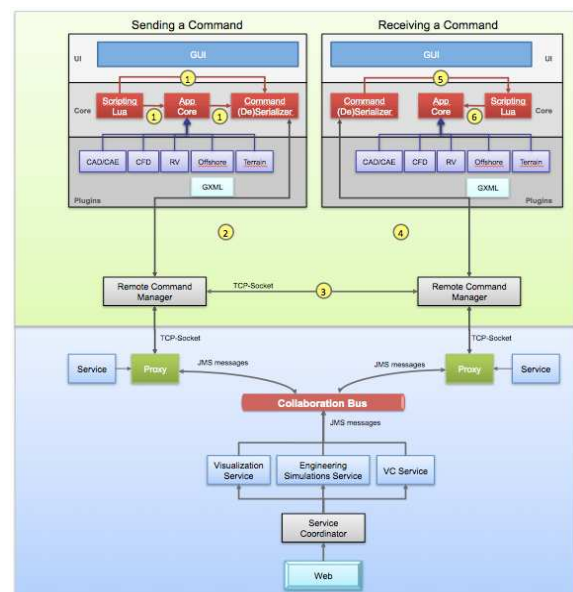 Sending a Command
Receiving a Command
GUI
UI
GUI
UI
1
5
Scripting
Lua
App
Core
Command
(De)Serializer
Core
1
1
Command
(De)Serializer
App
Core
Scripting
Lua
Core
6
CAD/CAE
CFD
RV
Offshore
Terrain
GXML
Plugins
CAD/CAE
CFD
RV
Offshore
Terrain
GXML
Plugins
2
4
Remote Command
Manager
TCP-Socket
3
Remote Command
Manager
TCP-Socket
TCP-Socket
Service
Proxy
JMS messages
JMS messages
Proxy
Service
Collaboration Bus
JMS messages
Visualization
Service
Engineering
Simulations Service
VC Service
Service
Coordinator
Web